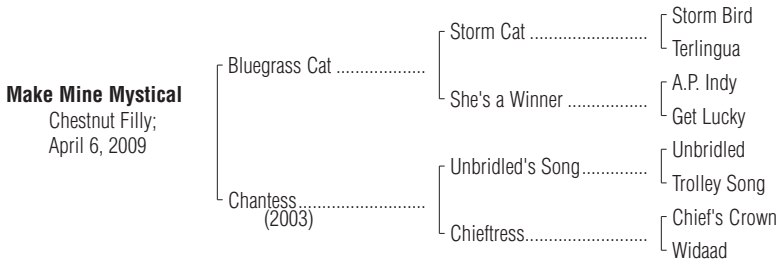 Storm Bird
Storm Cat ........................
Bluegrass Cat ..................
Terlingua
Make Mine Mystical
She's a Winner ................
A.P. Indy
Get Lucky
Chestnut Filly;
April 6, 2009
Unbridled's Song.............
Unbridled
Trolley Song
Chantess.........................
(2003)
Chieftress.........................
Chief's Crown
Widaad